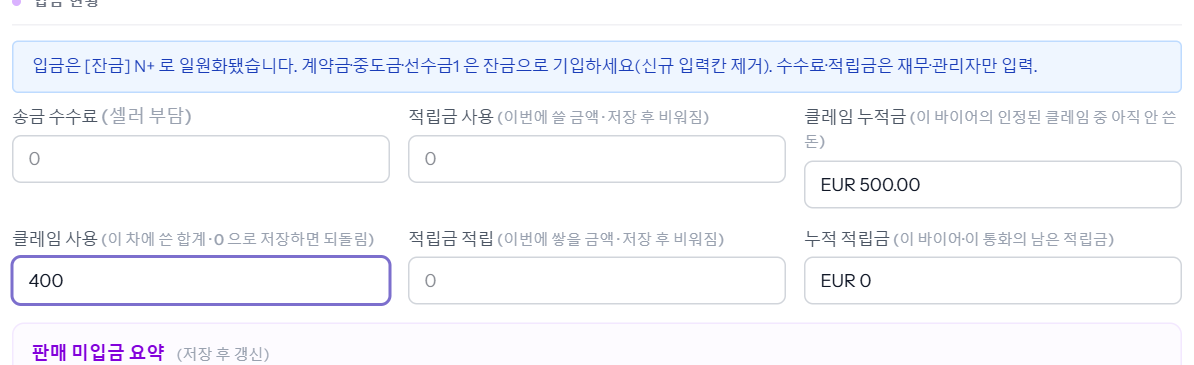 입금 현황
입금은 [잔금] N+ 로 일원화됐습니다. 계약금·중도금·선수금1 은 잔금으로 기입하세요(신규 입력칸 제거). 수수료·적립금은 재무·관리자만 입력.
송금 수수료 (셀러 부담)
0
적립금 사용 (이번에 쓸 금액·저장 후 비워짐)
0
클레임 누적금 (이 바이어의 인정된 클레임 중 아직 안 쓴
돈)
EUR 500.00
클레임 사용 (이 차에 쓴 합계·0 으로 저장하면 되돌림)
400
적립금 적립 (이번에 쌓을 금액·저장 후 비워짐)
0
누적 적립금 (이 바이어·이 통화의 남은 적립금)
EUR 0
판매 미입금 요약 (저장 후 갱신)